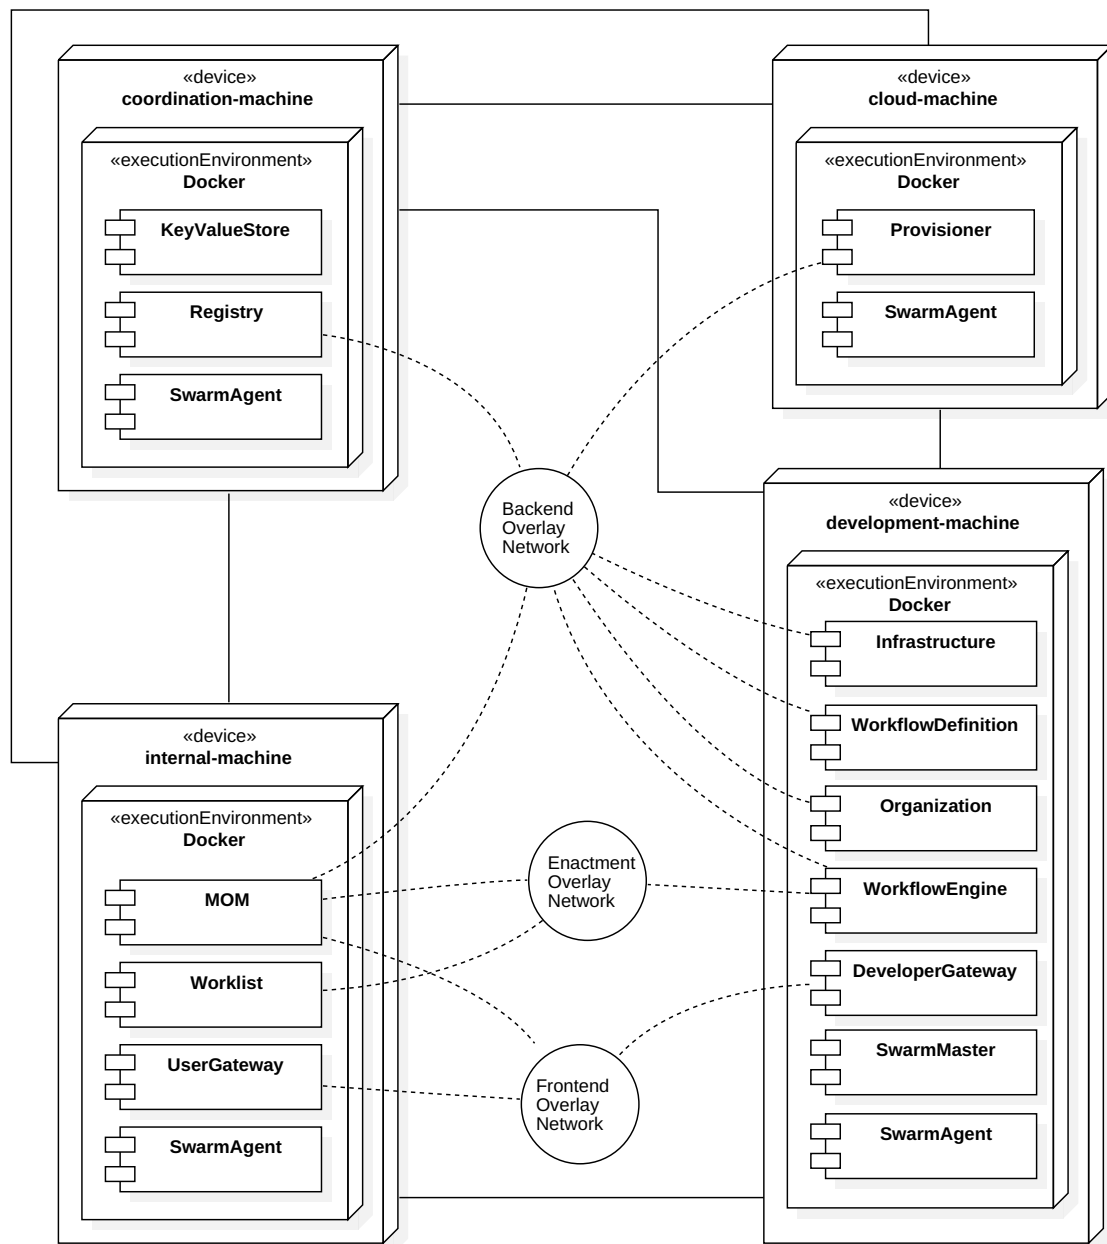 «device»
coordination-machine
«executionEnvironment»
Docker
KeyValueStore
Registry
SwarmAgent
«device»
cloud-machine
«executionEnvironment»
Docker
Provisioner
SwarmAgent
Backend
Overlay
Network
«device»
development-machine
«executionEnvironment»
Docker
Infrastructure
WorkflowDefinition
Organization
WorkflowEngine
DeveloperGateway
SwarmMaster
SwarmAgent
«device»
internal-machine
«executionEnvironment»
Docker
MOM
Worklist
UserGateway
SwarmAgent
Enactment
Overlay
Network
Frontend
Overlay
Network